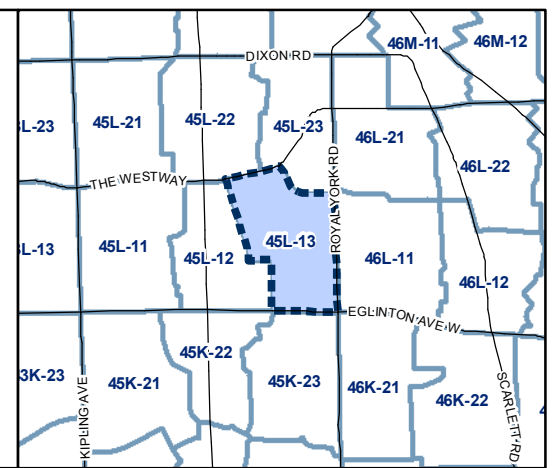 46M-11
46M-12
DIXON RD
L-23
45L-21
45L-22
45L-23
46L-21
46L-22
THE WESTWAY
ROYAL YORK RD
L-13
45L-11
45L-12
45L-13
46L-11
46L-12
EGLINTON AVE W
45K-22
3K-23
45K-21
45K-23
46K-21
46K-22
KIPLING AVE
SCARLETT RD
4